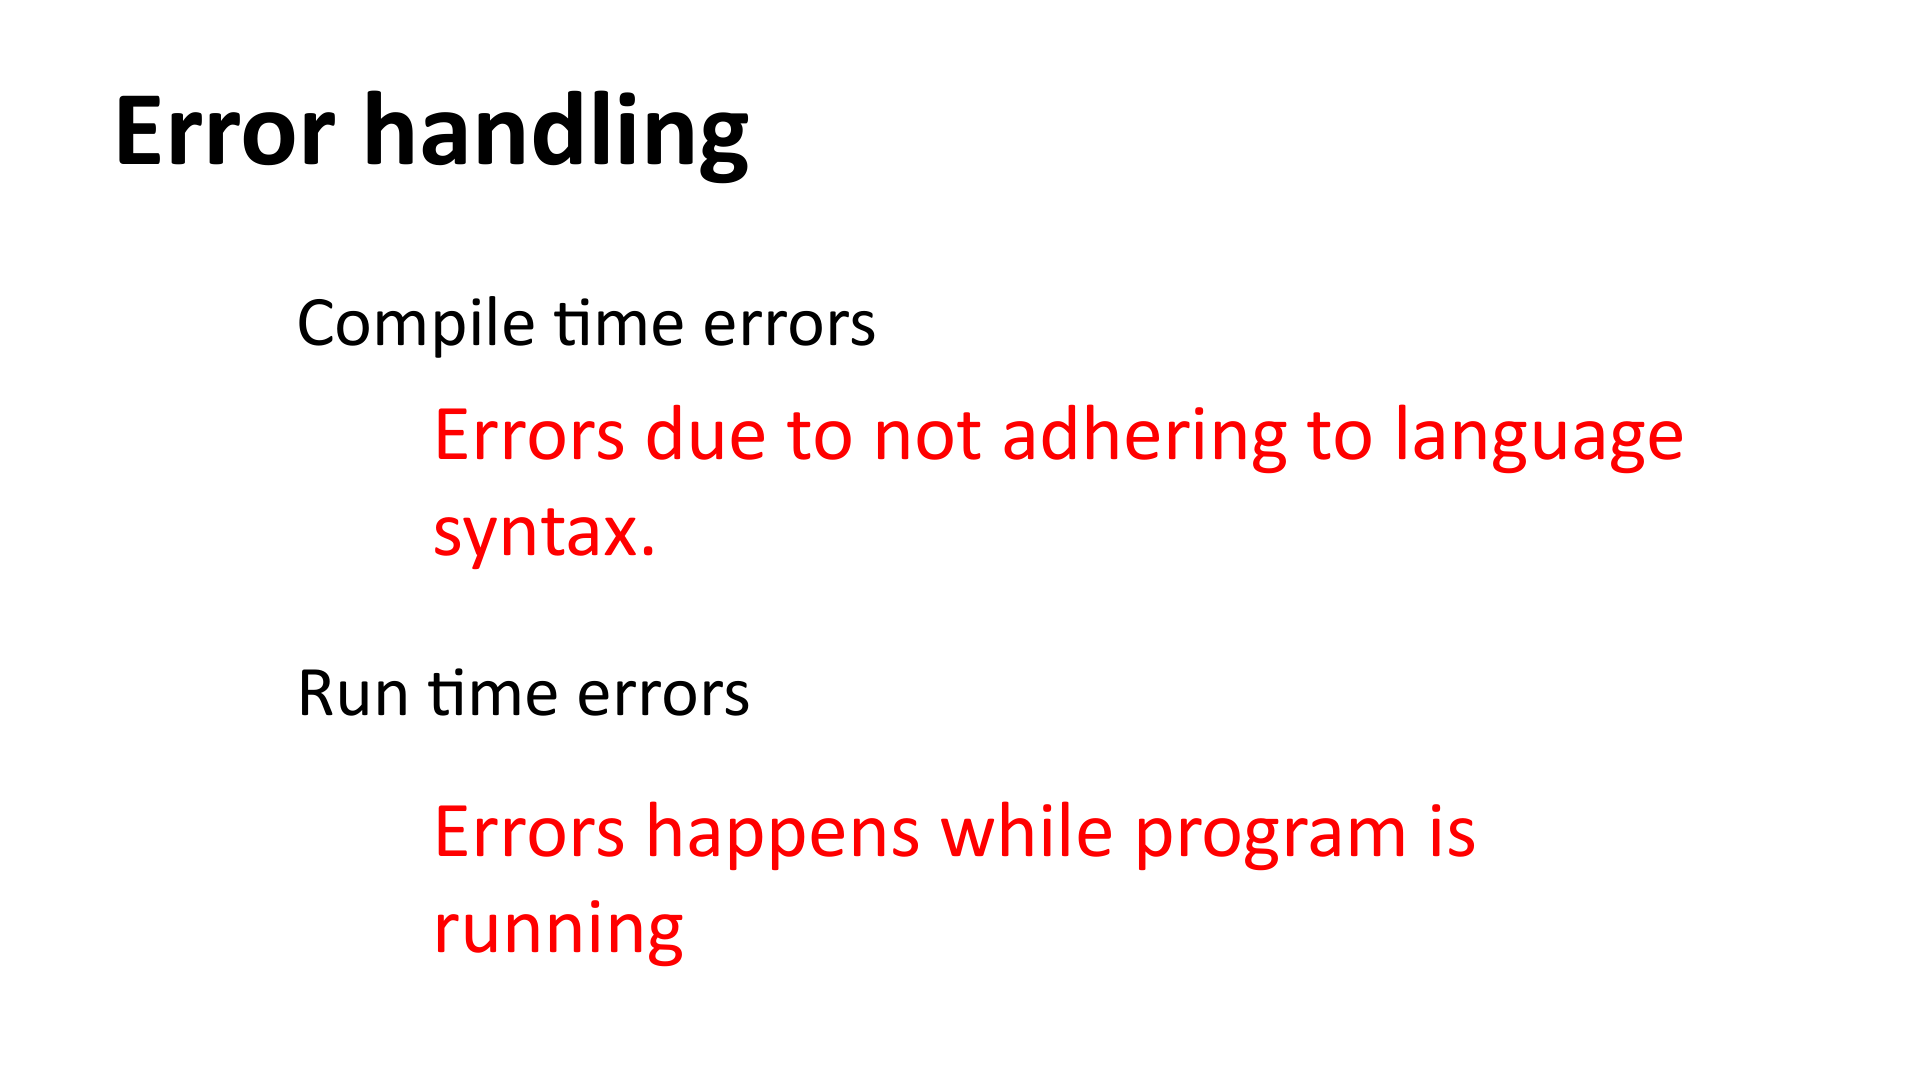 Error handling
Compile time errors
Errors due to not adhering to language
syntax.
Run time errors
Errors happens while program is
running